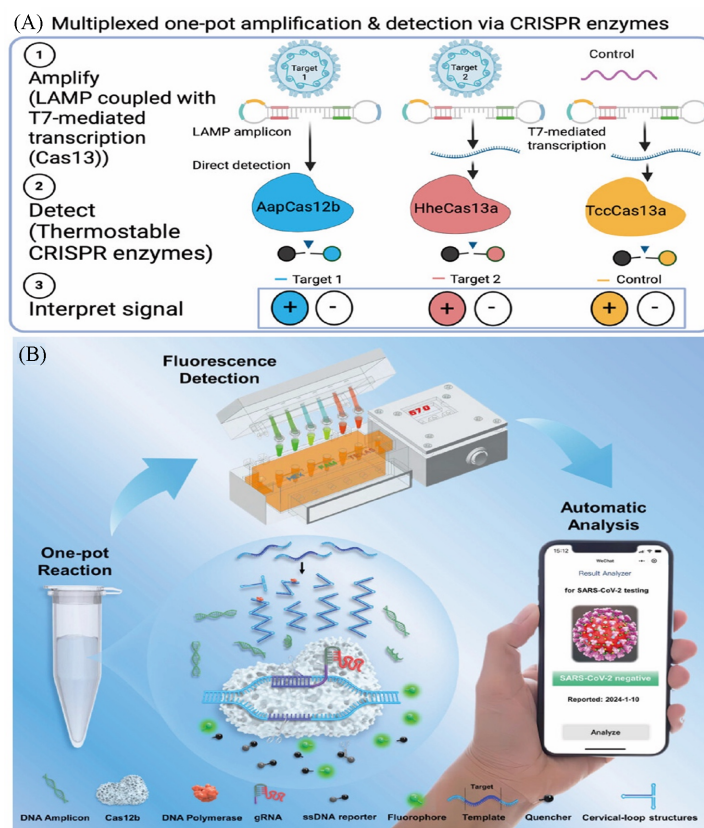 (A) Multiplexed one-pot amplification & detection via CRISPR enzymes
1
Amplify
(LAMP coupled with
T7-mediated
transcription
(Cas13))
Target
1
Target
2
Control
LAMP amplicon
T7-mediated
transcription
Direct detection
2
Detect
(Thermostable
CRISPR enzymes)
AapCas12b
HheCas13a
TccCas13a
3
Interpret signal
Target 1
Target 2
Control
+ -
+ -
+ -
(B)
Fluorescence
Detection
570
One-pot
Reaction
Automatic
Analysis
15:12
WeChat
Result Analyzer
for SARS-CoV-2 testing
SARS-CoV-2 negative
Reported: 2024-1-10
Analyze
DNA Amplicon
Cas12b
DNA Polymerase
gRNA
ssDNA reporter
Fluorophore
Target
Template
Quencher
Cervical-loop structures